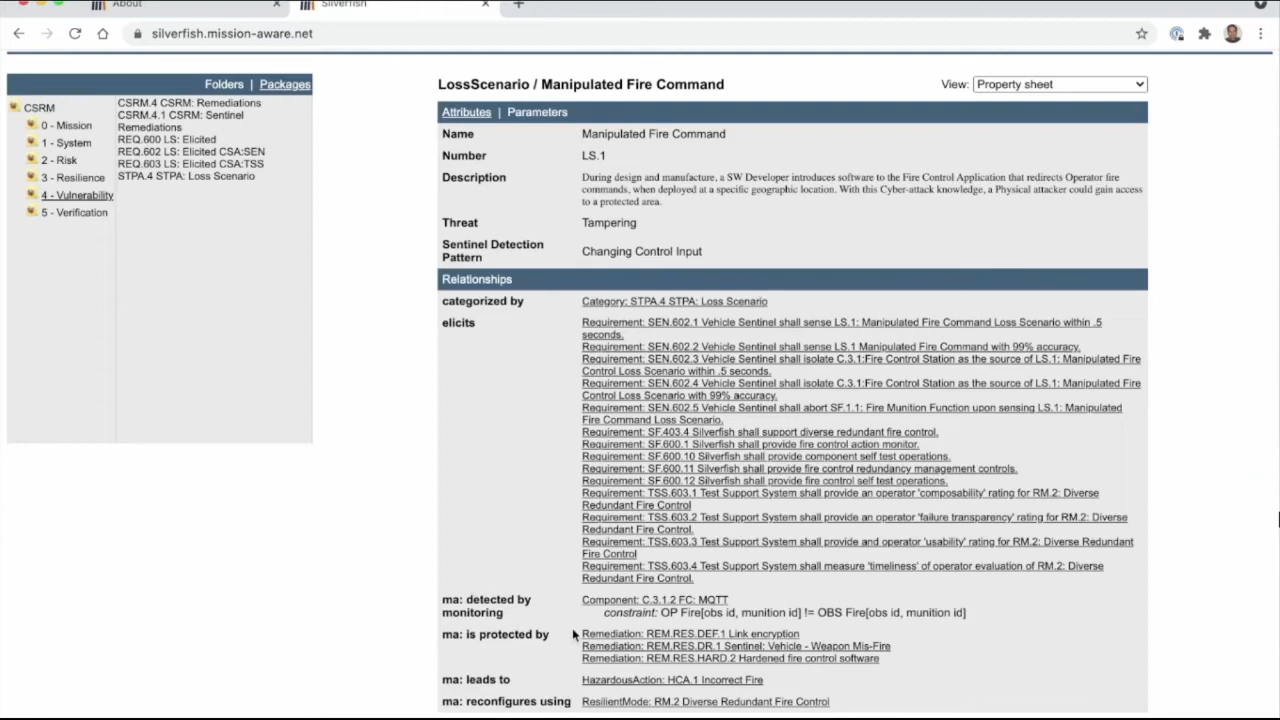 About
Silverfish
silverfish.mission-aware.net
Folders | Packages
CSRM
0 - Mission
1 - System
2 - Risk
3 - Resilience
4 - Vulnerability
5 - Verification
CSRM.4 CSRM: Remediations
CSRM.4.1 CSRM: Sentinel
Remediations
REQ.600 LS: Elicited
REQ.602 LS: Elicited CSA:SEN
REQ.603 LS: Elicited CSA:TSS
STPA.4 STPA: Loss Scenario
LossScenario / Manipulated Fire Command
View: Property sheet
Attributes | Parameters
Name Manipulated Fire Command
Number LS.1
Description During design and manufacture, a SW Developer introduces software to the Fire Control Application that redirects Operator fire
commands, when deployed at a specific geographic location. With this Cyber-attack knowledge, a Physical attacker could gain access
to a protected area.
Threat Tampering
Sentinel Detection
Pattern Changing Control Input
Relationships
categorized by Category: STPA.4 STPA: Loss Scenario
elicits Requirement: SEN.602.1 Vehicle Sentinel shall sense LS.1: Manipulated Fire Command Loss Scenario within .5
seconds.
Requirement: SEN.602.2 Vehicle Sentinel shall sense LS.1 Manipulated Fire Command with 99% accuracy.
Requirement: SEN.602.3 Vehicle Sentinel shall isolate C.3.1:Fire Control Station as the source of LS.1: Manipulated Fire
Control Loss Scenario within .5 seconds.
Requirement: SEN.602.4 Vehicle Sentinel shall isolate C.3.1:Fire Control Station as the source of LS.1: Manipulated Fire
Control Loss Scenario with 99% accuracy.
Requirement: SEN.602.5 Vehicle Sentinel shall abort SF.1.1: Fire Munition Function upon sensing LS.1: Manipulated
Fire Command Loss Scenario.
Requirement: SF.403.4 Silverfish shall support diverse redundant fire control.
Requirement: SF.600.1 Silverfish shall provide fire control action monitor.
Requirement: SF.600.10 Silverfish shall provide component self test operations.
Requirement: SF.600.11 Silverfish shall provide fire control redundancy management controls.
Requirement: SF.600.12 Silverfish shall provide fire control self test operations.
Requirement: TSS.603.1 Test Support System shall provide an operator 'composability' rating for RM.2: Diverse
Redundant Fire Control
Requirement: TSS.603.2 Test Support System shall provide an operator 'failure transparency' rating for RM.2: Diverse
Redundant Fire Control.
Requirement: TSS.603.3 Test Support System shall provide and operator 'usability' rating for RM.2: Diverse Redundant
Fire Control
Requirement: TSS.603.4 Test Support System shall measure 'timeliness' of operator evaluation of RM.2: Diverse
Redundant Fire Control.
ma: detected by
monitoring
Component: C.3.1.2 FC: MQTT
constraint: OP Fire[obs id, munition id] != OBS Fire[obs id, munition id]
ma: is protected by Remediation: REM.RES.DEF.1 Link encryption
Remediation: REM.RES.DR.1 Sentinel: Vehicle - Weapon Mis-Fire
Remediation: REM.RES.HARD.2 Hardened fire control software
ma: leads to HazardousAction: HCA.1 Incorrect Fire
ma: reconfigures using ResilientMode: RM.2 Diverse Redundant Fire Control